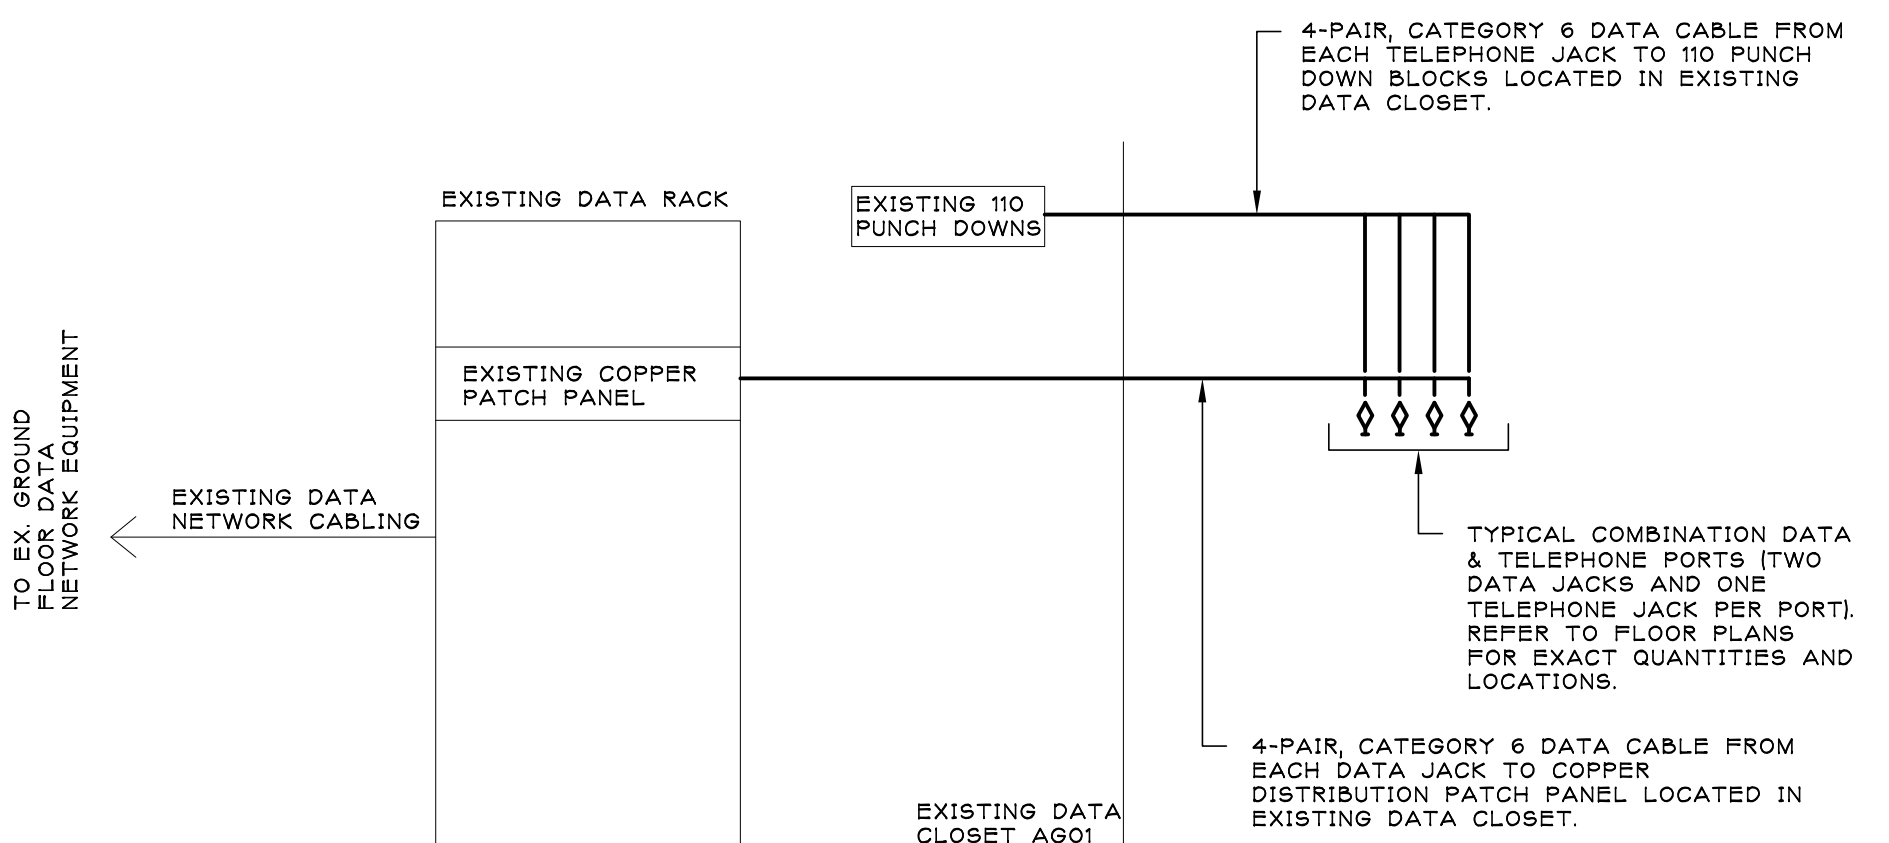 4-PAIR, CATEGORY 6 DATA CABLE FROM
EACH TELEPHONE JACK TO 110 PUNCH
DOWN BLOCKS LOCATED IN EXISTING
DATA CLOSET.
EXISTING DATA RACK
EXISTING 110
PUNCH DOWNS
EXISTING COPPER
PATCH PANEL
TO EX. GROUND
FLOOR DATA
NETWORK EQUIPMENT
EXISTING DATA
NETWORK CABLING
TYPICAL COMBINATION DATA
& TELEPHONE PORTS (TWO
DATA JACKS AND ONE
TELEPHONE JACK PER PORT).
REFER TO FLOOR PLANS
FOR EXACT QUANTITIES AND
LOCATIONS.
4-PAIR, CATEGORY 6 DATA CABLE FROM
EACH DATA JACK TO COPPER
DISTRIBUTION PATCH PANEL LOCATED IN
EXISTING DATA CLOSET.
EXISTING DATA
CLOSET AG01